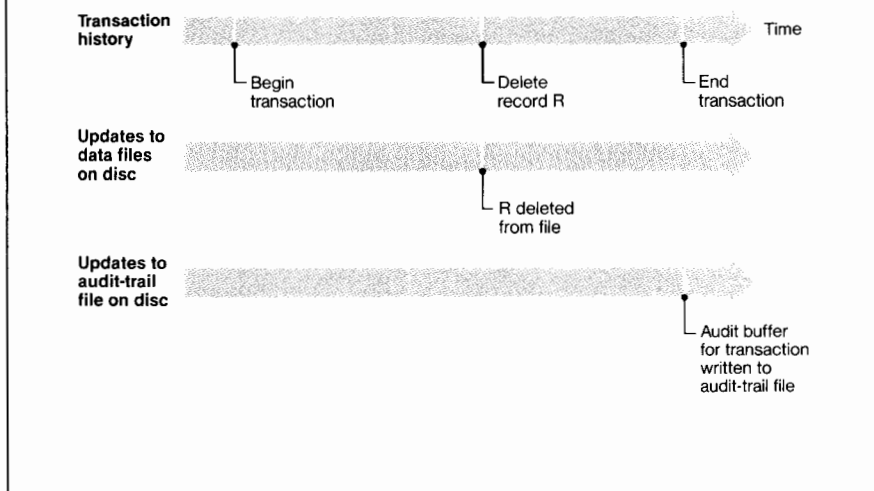 Transaction
history
Time
Begin
transaction
Delete
record R
End
transaction
Updates to
data files
on disc
R deleted
from file
Updates to
audit-trail
file on disc
Audit buffer
for transaction
written to
audit-trail file